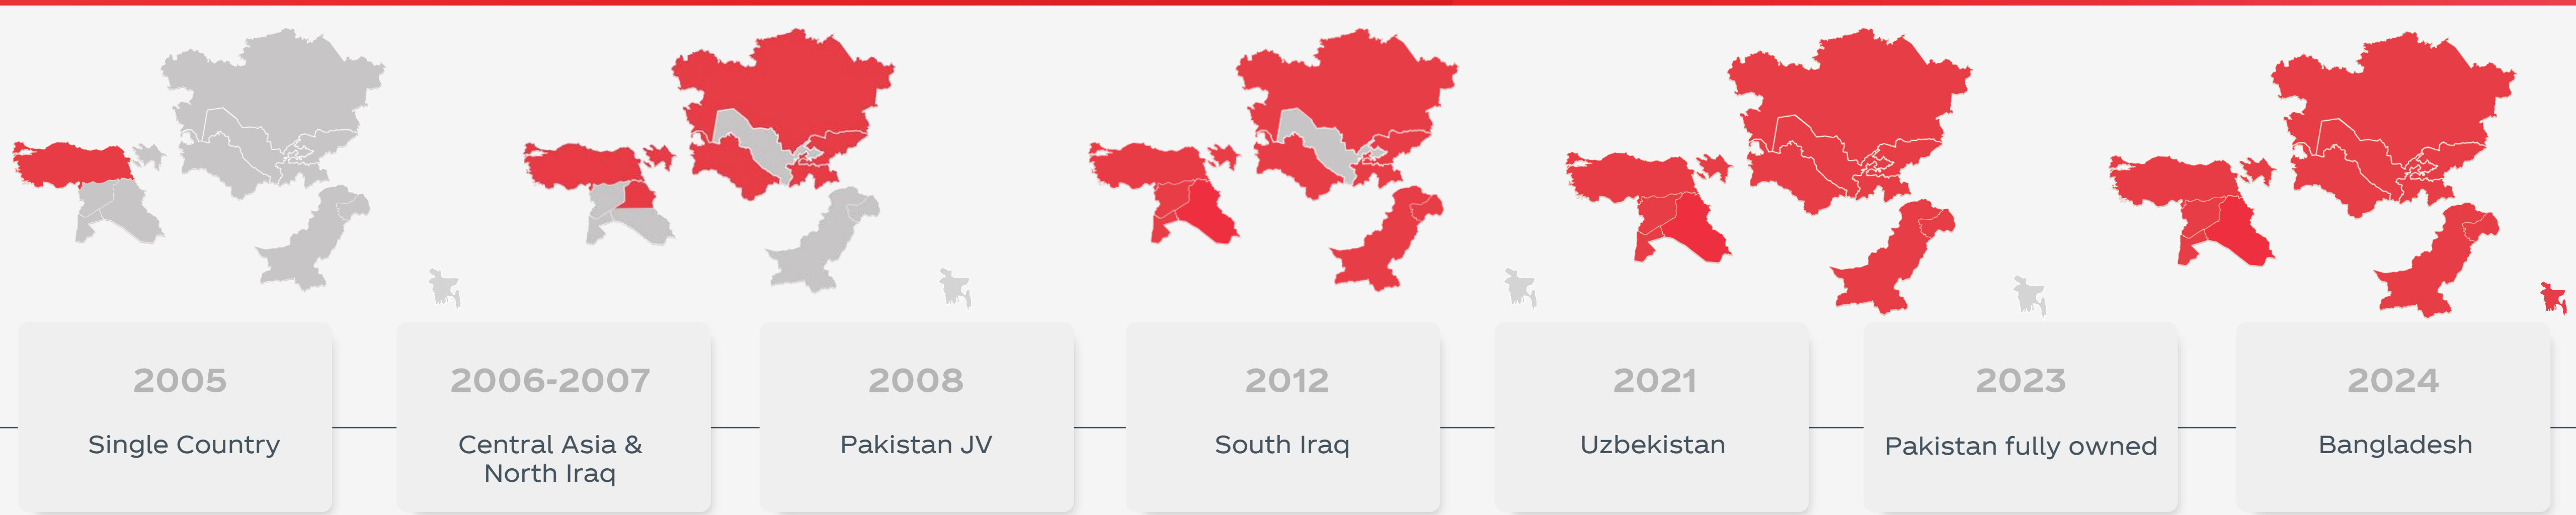 2005
Single Country
2006-2007
Central Asia &
North Iraq
2008
Pakistan JV
2012
South Iraq
2021
Uzbekistan
2023
Pakistan fully owned
2024
Bangladesh